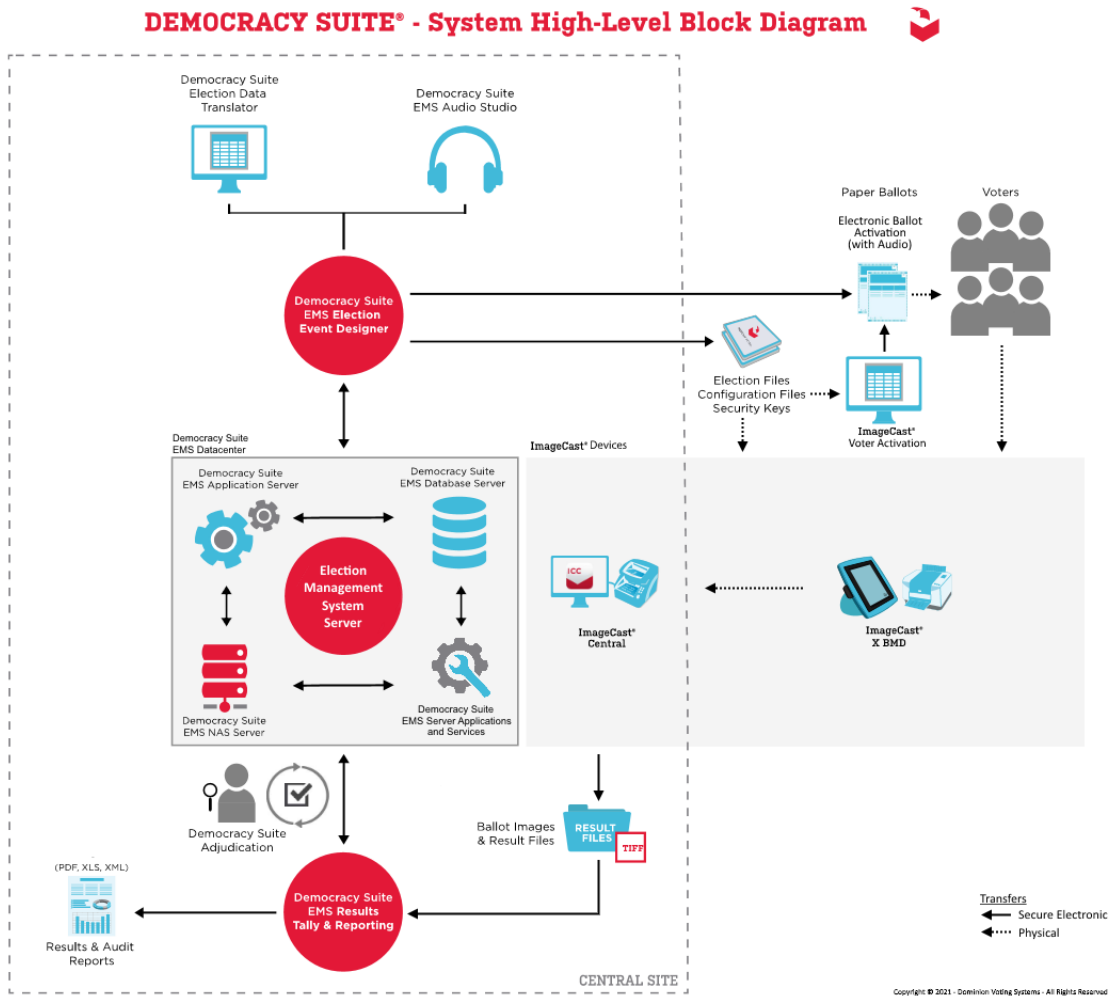 DEMOCRACY SUITE® - System High-Level Block Diagram
Democracy Suite
Election Data
Translator
Democracy Suite
EMS Audio Studio
Paper Ballots
Voters
Electronic Ballot
Activation
(with Audio)
Democracy Suite
EMS Election
Event Designer
Election Files
Configuration Files
Security Keys
ImageCast®
Voter Activation
Democracy Suite
EMS Datacenter
ImageCast® Devices
Democracy Suite
EMS Application Server
Democracy Suite
EMS Database Server
Election
Management
System
Server
ICC
ImageCast®
Central
ImageCast®
X BMD
Democracy Suite
EMS NAS Server
Democracy Suite
EMS Server Applications
and Services
Democracy Suite
Adjudication
Ballot Images
& Result Files
RESULT
FILES
TIFF
(PDF, XLS, XML)
Results & Audit
Reports
Democracy Suite
EMS Results
Tally & Reporting
Transfers
Secure Electronic
Physical
CENTRAL SITE
Copyright © 2021 - Dominion Voting Systems - All Rights Reserved